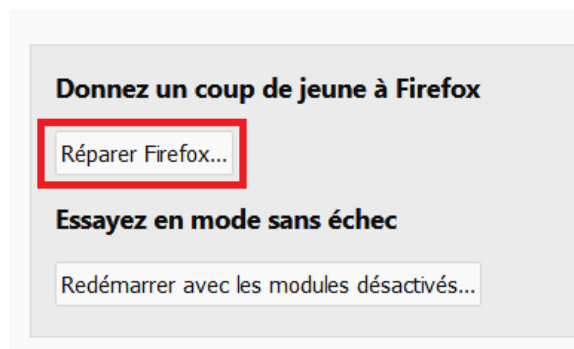 Donnez un coup de jeune à Firefox
Réparer Firefox...
Essayez en mode sans échec
Redémarrer avec les modules désactivés...